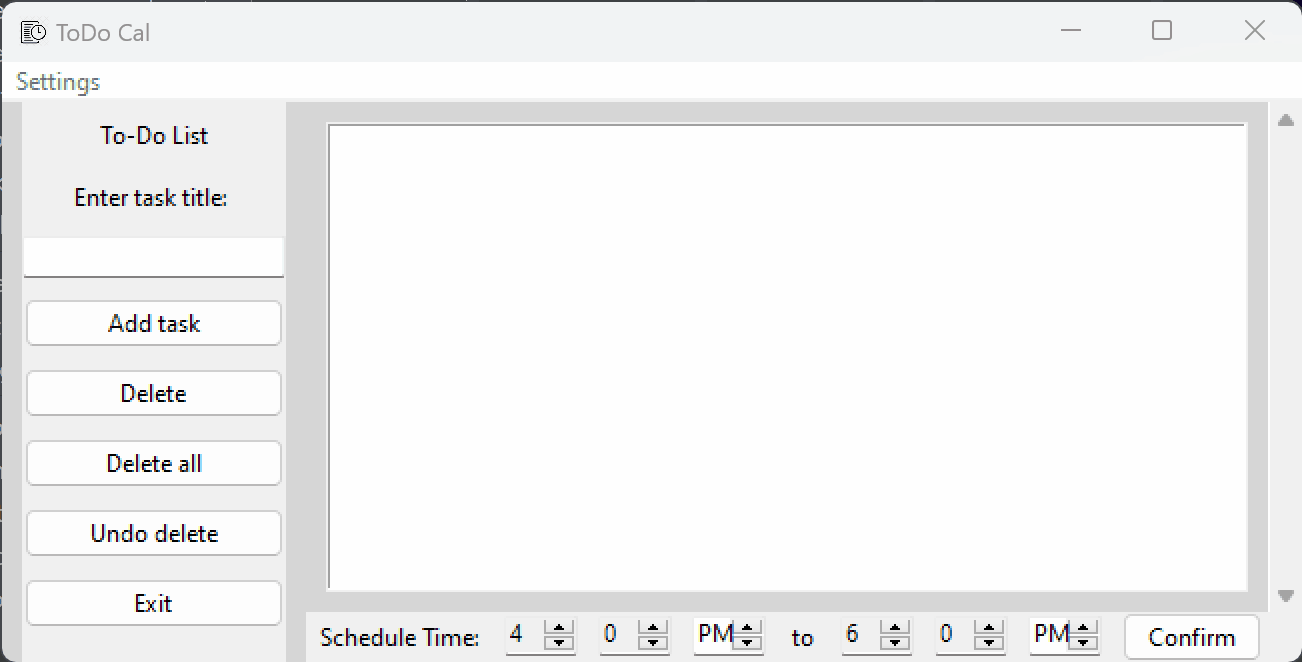 ToDo Cal
Settings
To-Do List
Enter task title:
Add task
Delete
Delete all
Undo delete
Exit
Schedule Time: 4 0 PM to 6 0 PM Confirm